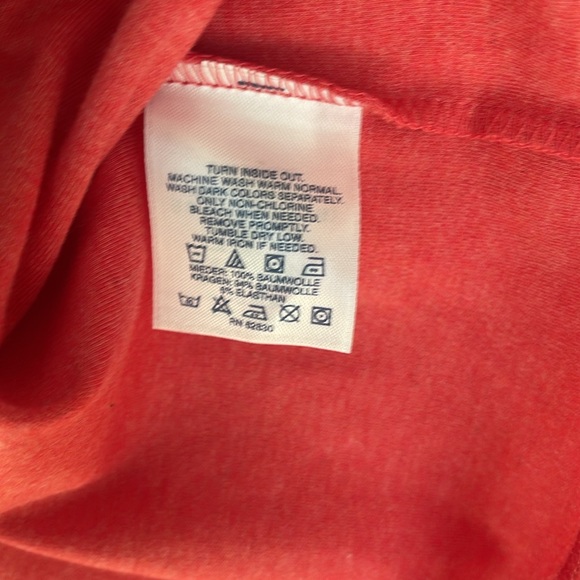 TURN INSIDE OUT.
MACHINE WASH WARM NORMAL.
WASH DARK COLORS SEPARATELY.
ONLY NON-CHLORINE
BLEACH WHEN NEEDED.
REMOVE PROMPTLY.
TUMBLE DRY LOW.
WARM IRON IF NEEDED.
MIEDER: 100% BAUMWOLLE
KRAGEN: 94% BAUMWOLLE
6% ELASTHAN
RN 82830